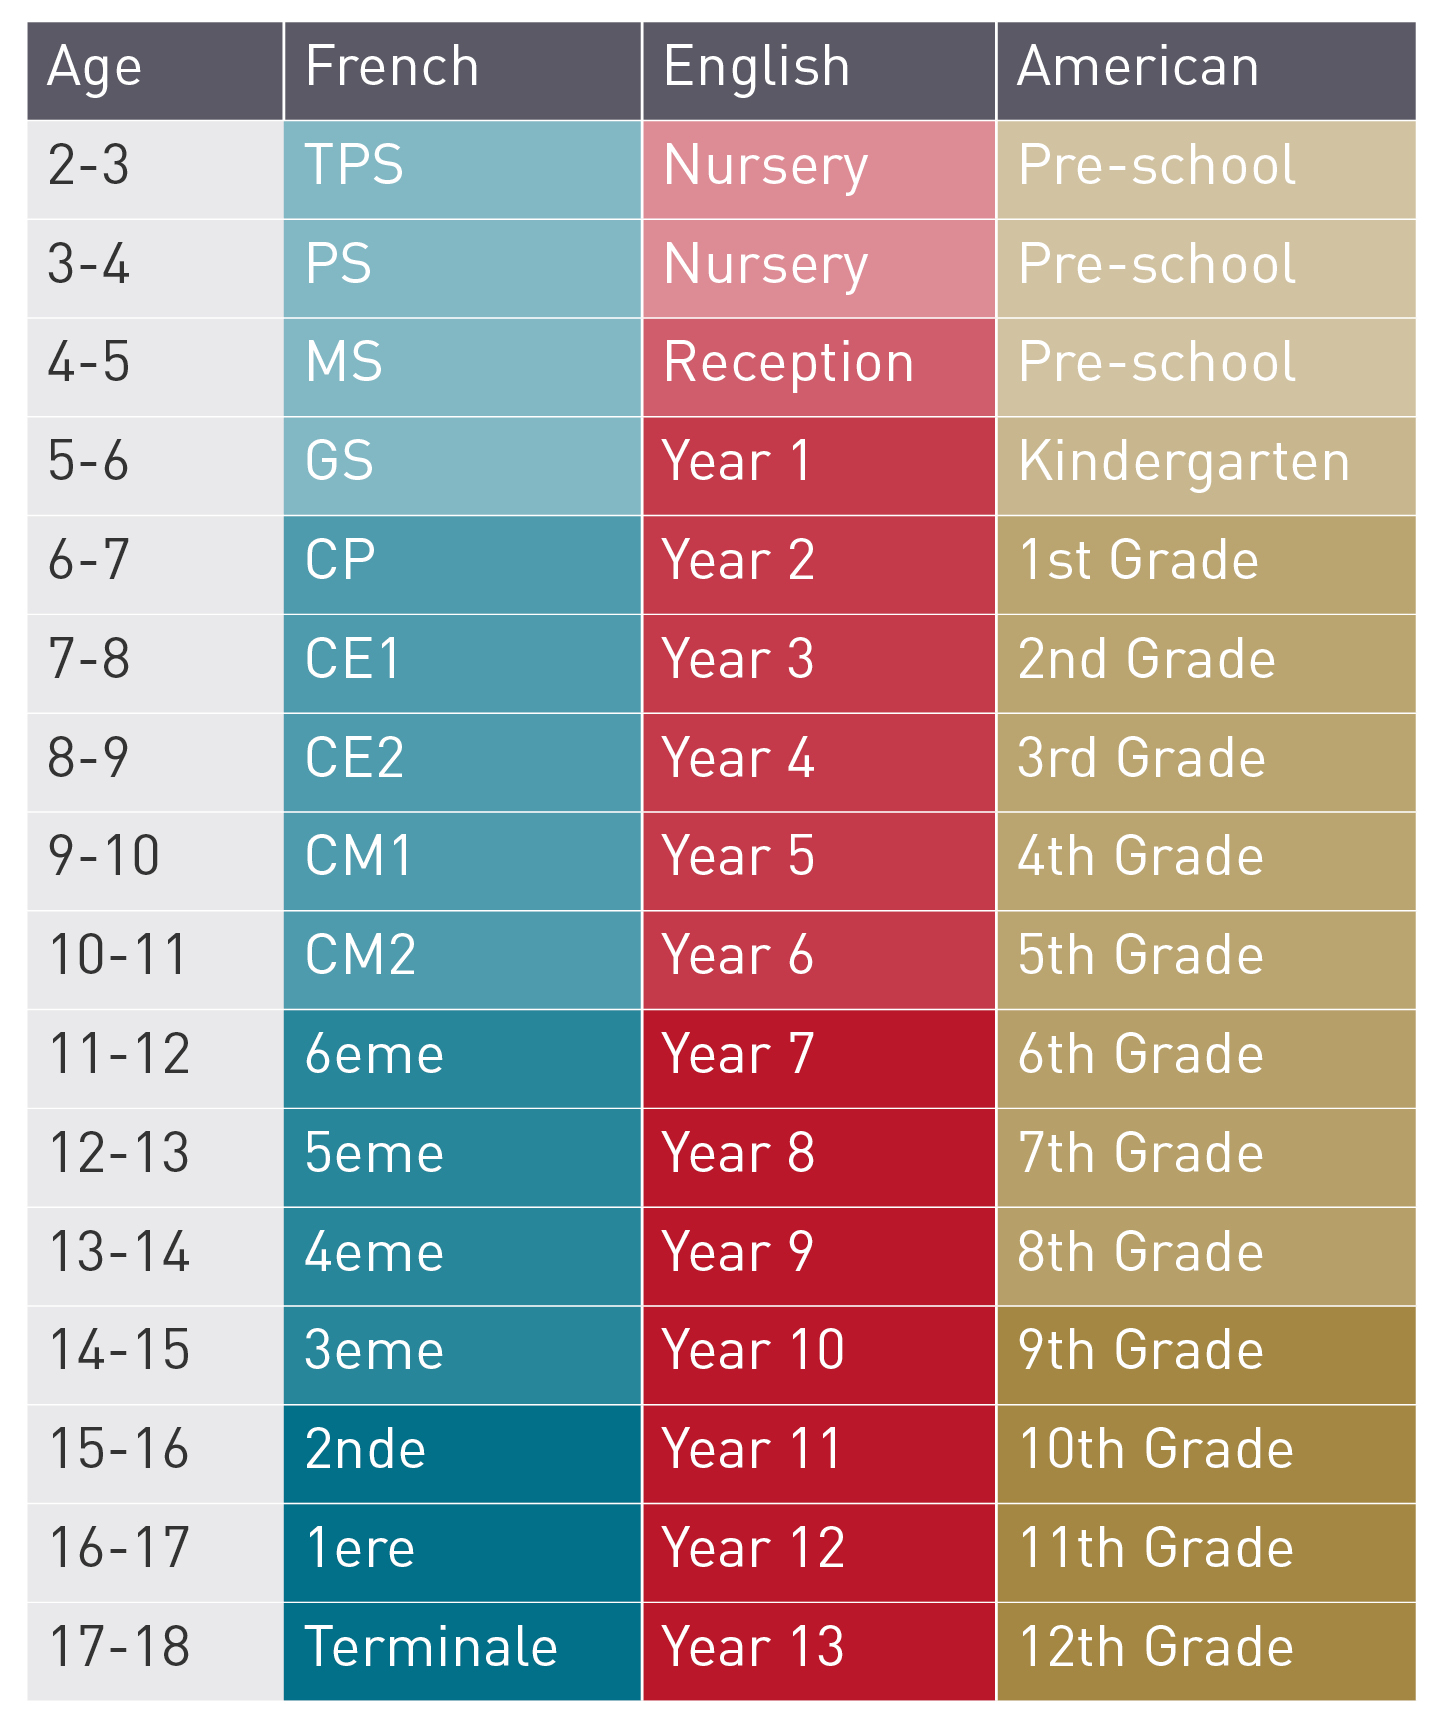 Age French English American
2-3 TPS Nursery Pre-school
3-4 PS Nursery Pre-school
4-5 MS Reception Pre-school
5-6 GS Year 1 Kindergarten
6-7 CP Year 2 1st Grade
7-8 CE1 Year 3 2nd Grade
8-9 CE2 Year 4 3rd Grade
9-10 CM1 Year 5 4th Grade
10-11 CM2 Year 6 5th Grade
11-12 6eme Year 7 6th Grade
12-13 5eme Year 8 7th Grade
13-14 4eme Year 9 8th Grade
14-15 3eme Year 10 9th Grade
15-16 2nde Year 11 10th Grade
16-17 1ere Year 12 11th Grade
17-18 Terminale Year 13 12th Grade